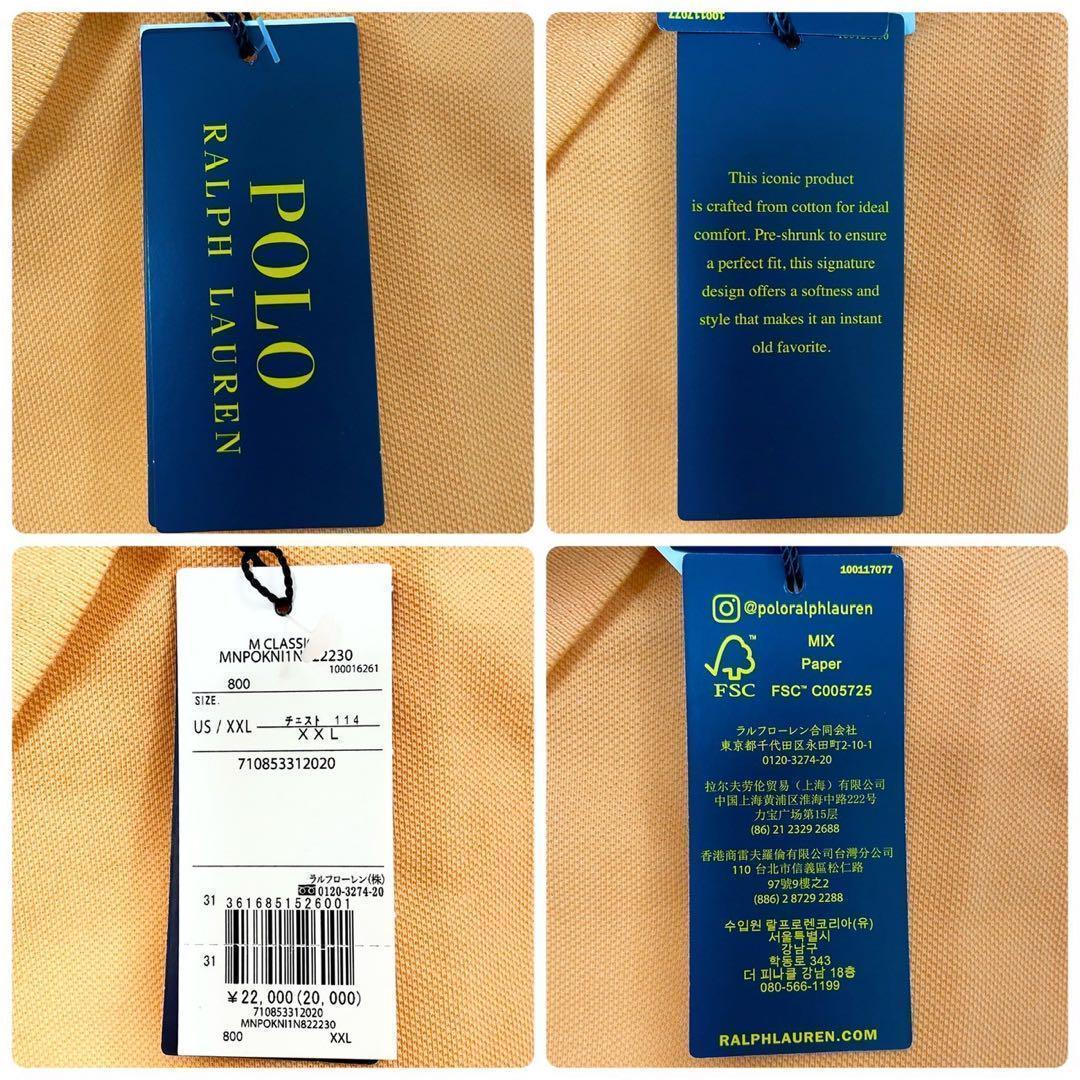 POLO
RALPH LAUREN
100117077
This iconic product
is crafted from cotton for ideal
comfort. Pre-shrunk to ensure
a perfect fit, this signature
design offers a softness and
style that makes it an instant
old favorite.
M CLASSI
MNPOKNI1N822230
100016261
800
SIZE.
US / XXL
チェスト 114
XXL
710853312020
ラルフローレン(株)
0120-3274-20
31
3616851526001
31
¥22,000(20,000)
710853312020
MNPOKNI1N822230
800 XXL
100117077
@poloralphlauren
MIX
Paper
FSC™ C005725
FSC
ラルフローレン合同会社
東京都千代田区永田町2-10-1
0120-3274-20
拉尔夫劳伦贸易（上海）有限公司
中国上海黄浦区淮海中路222号
力宝广场第15层
(86) 21 2329 2688
香港商雷夫羅倫有限公司台灣分公司
110 台北市信義區松仁路
97號9樓之2
(886) 2 8729 2288
수입원 랄프로렌코리아(유)
서울특별시
강남구
학동로 343
더 피나클 강남 18층
080-566-1199
RALPHLAUREN.COM